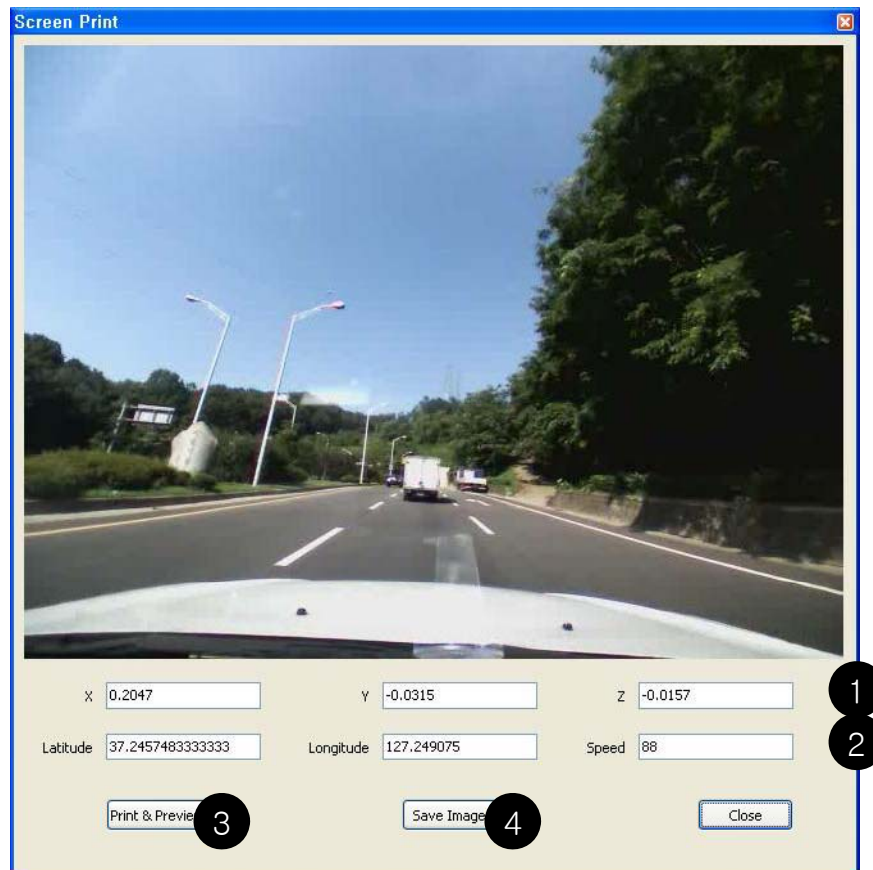 Screen Print
X 0.2047 Y -0.0315 Z -0.0157 1
Latitude 37.2457483333333 Longitude 127.249075 Speed 88 2
Print & Previe 3 Save Image 4 Close